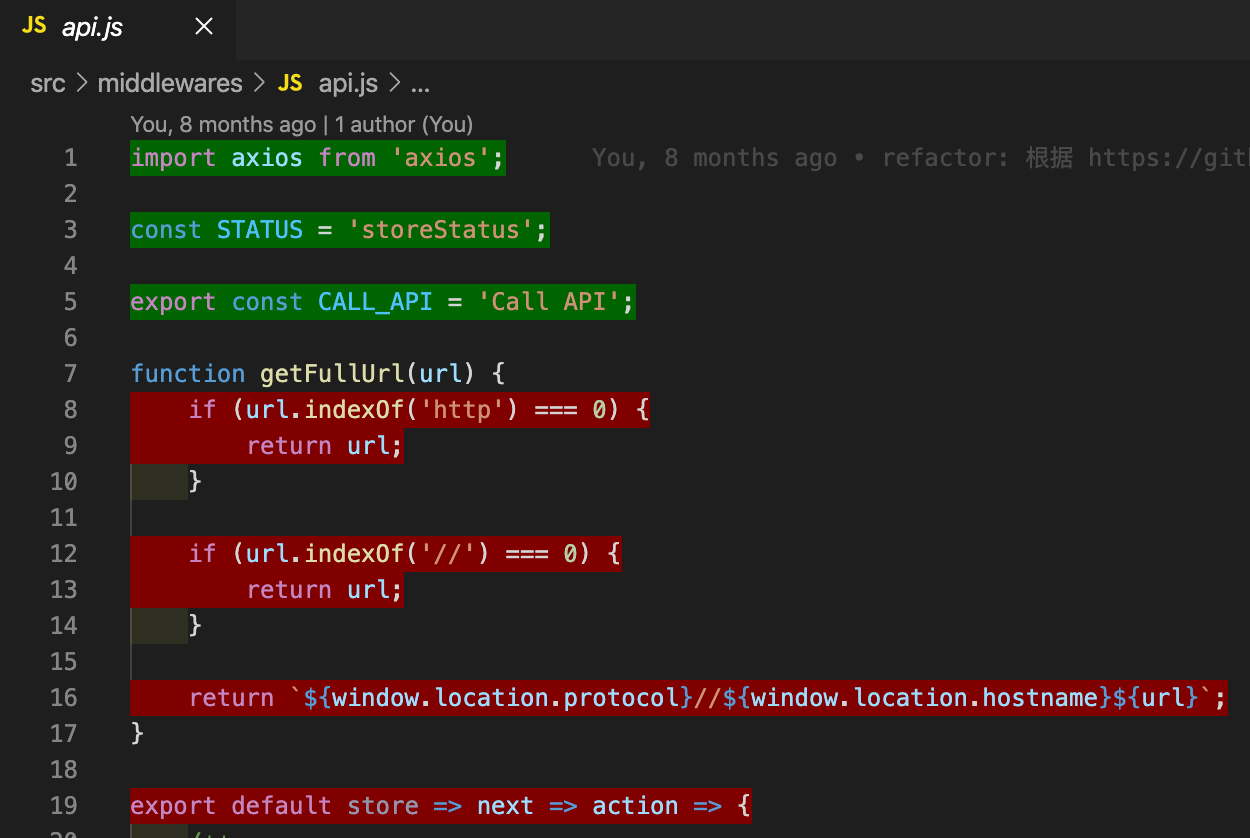 JS api.js ×
src > middlewares > JS api.js > ...
You, 8 months ago | 1 author (You)
1 import axios from 'axios'; You, 8 months ago • refactor: 根据 https://git
2
3 const STATUS = 'storeStatus';
4
5 export const CALL_API = 'Call API';
6
7 function getFullUrl(url) {
8     if (url.indexOf('http') === 0) {
9         return url;
10     }
11
12     if (url.indexOf('//') === 0) {
13         return url;
14     }
15
16     return `${window.location.protocol}//${window.location.hostname}${url}`;
17 }
18
19 export default store => next => action => {